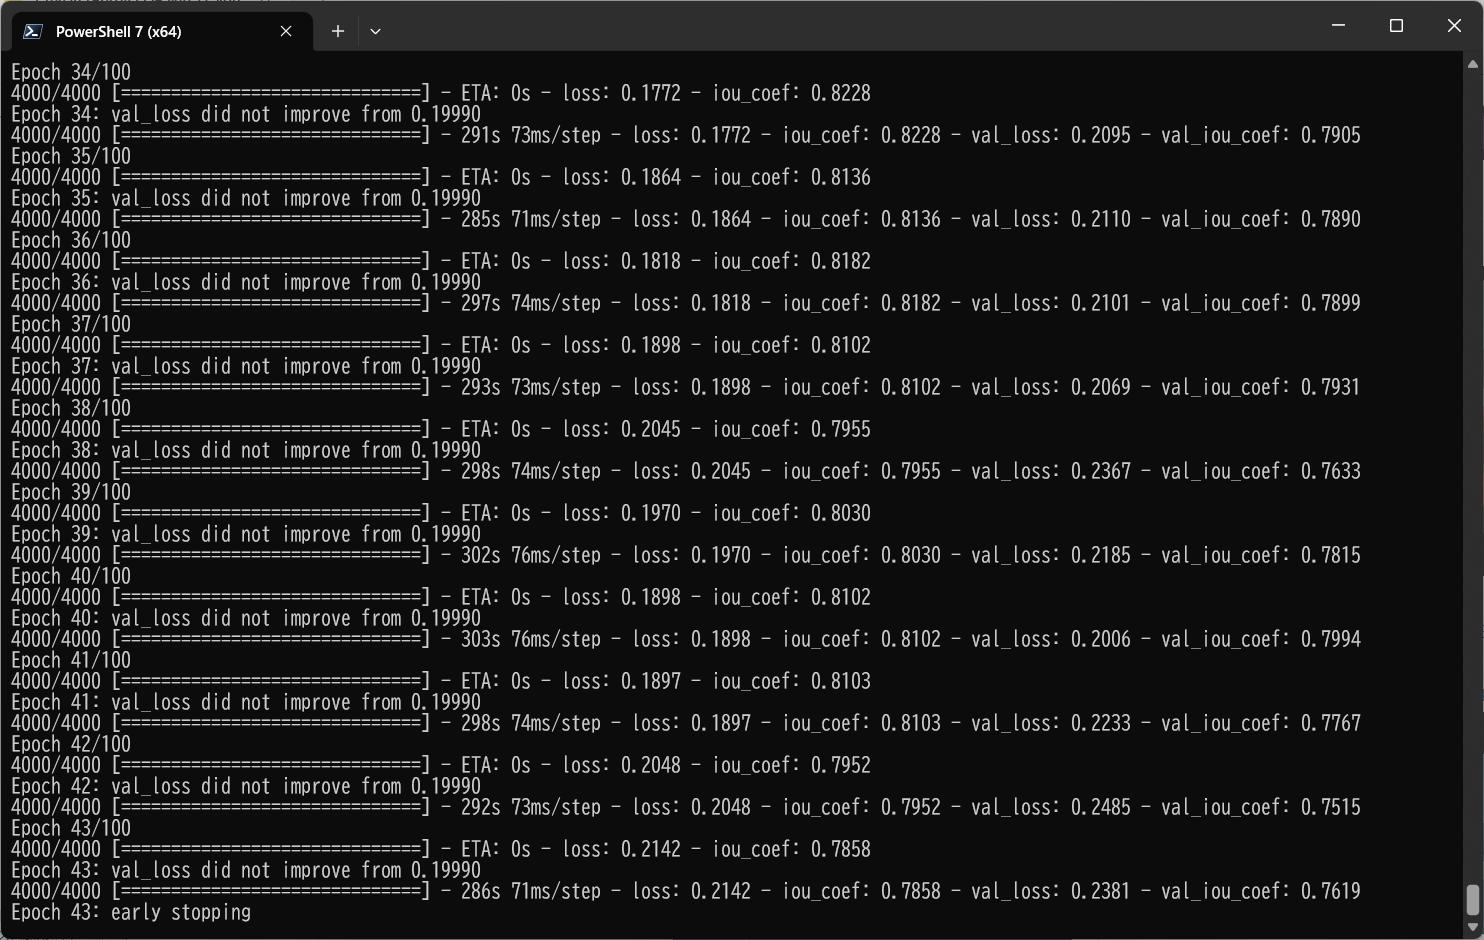 PowerShell 7 (x64)
Epoch 34/100
4000/4000 [==============================] - ETA: 0s - loss: 0.1772 - iou_coef: 0.8228
Epoch 34: val_loss did not improve from 0.19990
4000/4000 [==============================] - 291s 73ms/step - loss: 0.1772 - iou_coef: 0.8228 - val_loss: 0.2095 - val_iou_coef: 0.7905
Epoch 35/100
4000/4000 [==============================] - ETA: 0s - loss: 0.1864 - iou_coef: 0.8136
Epoch 35: val_loss did not improve from 0.19990
4000/4000 [==============================] - 285s 71ms/step - loss: 0.1864 - iou_coef: 0.8136 - val_loss: 0.2110 - val_iou_coef: 0.7890
Epoch 36/100
4000/4000 [==============================] - ETA: 0s - loss: 0.1818 - iou_coef: 0.8182
Epoch 36: val_loss did not improve from 0.19990
4000/4000 [==============================] - 297s 74ms/step - loss: 0.1818 - iou_coef: 0.8182 - val_loss: 0.2101 - val_iou_coef: 0.7899
Epoch 37/100
4000/4000 [==============================] - ETA: 0s - loss: 0.1898 - iou_coef: 0.8102
Epoch 37: val_loss did not improve from 0.19990
4000/4000 [==============================] - 293s 73ms/step - loss: 0.1898 - iou_coef: 0.8102 - val_loss: 0.2069 - val_iou_coef: 0.7931
Epoch 38/100
4000/4000 [==============================] - ETA: 0s - loss: 0.2045 - iou_coef: 0.7955
Epoch 38: val_loss did not improve from 0.19990
4000/4000 [==============================] - 298s 74ms/step - loss: 0.2045 - iou_coef: 0.7955 - val_loss: 0.2367 - val_iou_coef: 0.7633
Epoch 39/100
4000/4000 [==============================] - ETA: 0s - loss: 0.1970 - iou_coef: 0.8030
Epoch 39: val_loss did not improve from 0.19990
4000/4000 [==============================] - 302s 76ms/step - loss: 0.1970 - iou_coef: 0.8030 - val_loss: 0.2185 - val_iou_coef: 0.7815
Epoch 40/100
4000/4000 [==============================] - ETA: 0s - loss: 0.1898 - iou_coef: 0.8102
Epoch 40: val_loss did not improve from 0.19990
4000/4000 [==============================] - 303s 76ms/step - loss: 0.1898 - iou_coef: 0.8102 - val_loss: 0.2006 - val_iou_coef: 0.7994
Epoch 41/100
4000/4000 [==============================] - ETA: 0s - loss: 0.1897 - iou_coef: 0.8103
Epoch 41: val_loss did not improve from 0.19990
4000/4000 [==============================] - 298s 74ms/step - loss: 0.1897 - iou_coef: 0.8103 - val_loss: 0.2233 - val_iou_coef: 0.7767
Epoch 42/100
4000/4000 [==============================] - ETA: 0s - loss: 0.2048 - iou_coef: 0.7952
Epoch 42: val_loss did not improve from 0.19990
4000/4000 [==============================] - 292s 73ms/step - loss: 0.2048 - iou_coef: 0.7952 - val_loss: 0.2485 - val_iou_coef: 0.7515
Epoch 43/100
4000/4000 [==============================] - ETA: 0s - loss: 0.2142 - iou_coef: 0.7858
Epoch 43: val_loss did not improve from 0.19990
4000/4000 [==============================] - 286s 71ms/step - loss: 0.2142 - iou_coef: 0.7858 - val_loss: 0.2381 - val_iou_coef: 0.7619
Epoch 43: early stopping